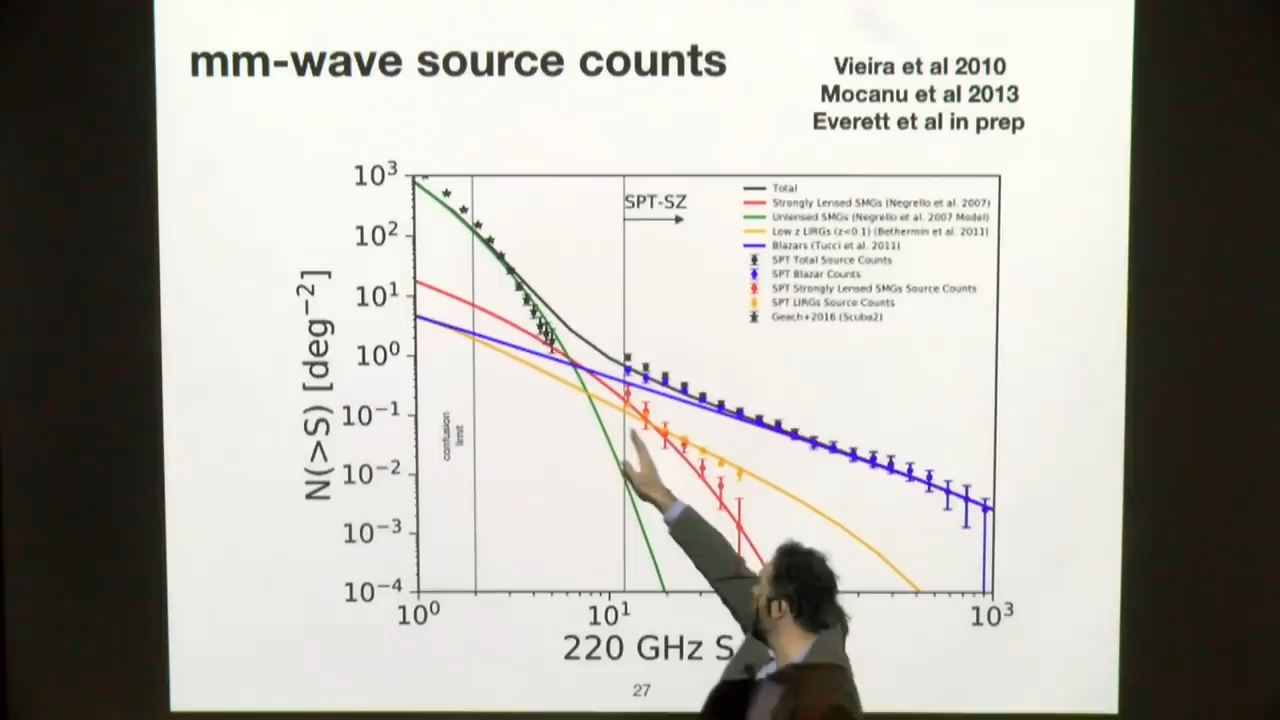 mm-wave source counts
Vieira et al 2010
Mocanu et al 2013
Everett et al in prep
SPT-SZ
Total
Strongly Lensed SMGs (Negrello et al. 2007)
Unlensed SMGs (Negrello et al. 2007 Model)
Low z LIRGs (z<0.1) (Bethermin et al. 2011)
Blazars (Tucci et al. 2011)
SPT Total Source Counts
SPT Blazar Counts
SPT Strongly Lensed SMGs Source Counts
SPT LIRGs Source Counts
Geach+2016 (Scuba2)
10³
10²
10¹
10⁰
10⁻¹
10⁻²
10⁻³
10⁻⁴
N(>S) [deg⁻²]
confusion
limit
10⁰
10¹
10³
220 GHz S
27